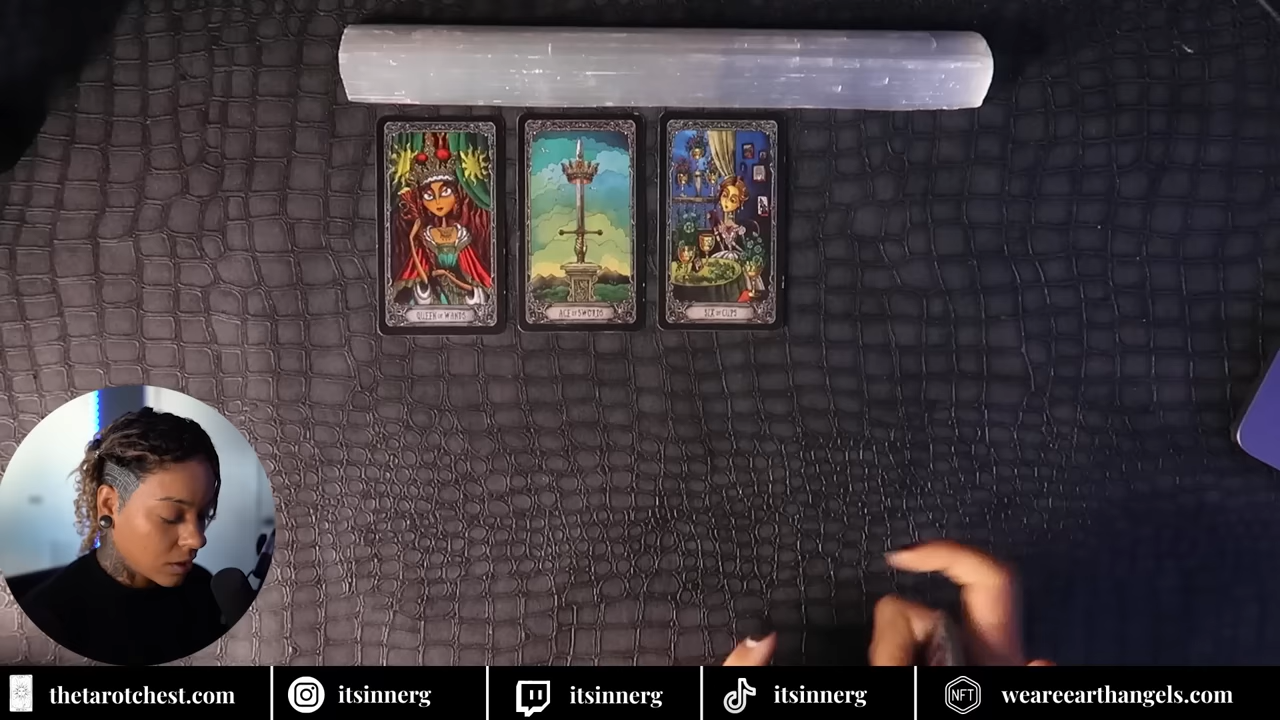 QUEEN OF WANDS
ACE OF SWORDS
SIX OF CUPS
thetarotchest.com
itsinnerg
itsinnerg
itsinnerg
NFT
weareearthangels.com